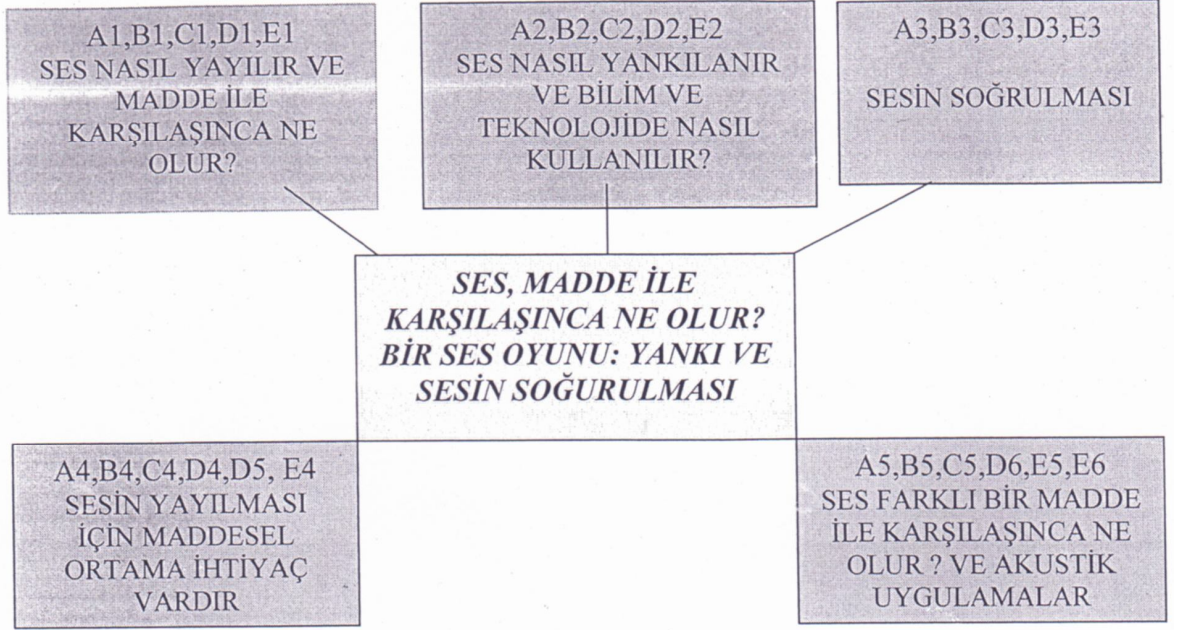 A1,B1,C1,D1,E1
SES NASIL YAYILIR VE
MADDE İLE
KARŞILAŞINCA NE
OLUR?
A2,B2,C2,D2,E2
SES NASIL YANKILANIR
VE BİLİM VE
TEKNOLOJİDE NASIL
KULLANILIR?
A3,B3,C3,D3,E3
SESİN SOĞRULMASI
SES, MADDE İLE
KARŞILAŞINCA NE OLUR?
BİR SES OYUNU: YANKI VE
SESİN SOĞURULMASI
A4,B4,C4,D4,D5, E4
SESİN YAYILMASI
İÇİN MADDESEL
ORTAMA İHTİYAÇ
VARDIR
A5,B5,C5,D6,E5,E6
SES FARKLI BİR MADDE
İLE KARŞILAŞINCA NE
OLUR ? VE AKUSTİK
UYGULAMALAR